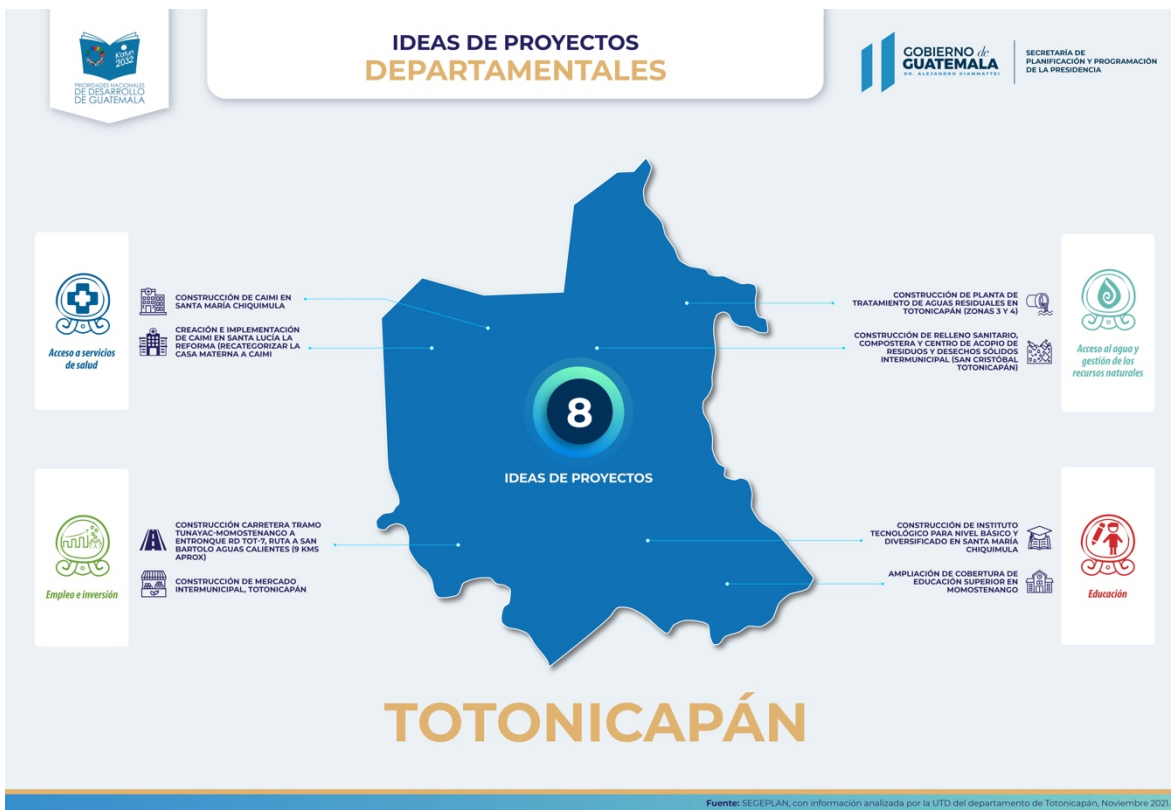 Katun
2032
PRIORIDADES NACIONALES
DE DESARROLLO
DE GUATEMALA
IDEAS DE PROYECTOS
DEPARTAMENTALES
GOBIERNO de
GUATEMALA
DR. ALEJANDRO GIAMMATTEI
SECRETARÍA DE
PLANIFICACIÓN Y PROGRAMACIÓN
DE LA PRESIDENCIA
Acceso a servicios
de salud
CONSTRUCCIÓN DE CAIMI EN
SANTA MARÍA CHIQUIMULA
CREACIÓN E IMPLEMENTACIÓN
DE CAIMI EN SANTA LUCÍA LA
REFORMA (RECATEGORIZAR LA
CASA MATERNA A CAIMI
CONSTRUCCIÓN DE PLANTA DE
TRATAMIENTO DE AGUAS RESIDUALES EN
TOTONICAPÁN (ZONAS 3 Y 4)
CONSTRUCCIÓN DE RELLENO SANITARIO,
COMPOSTERA Y CENTRO DE ACOPIO DE
RESIDUOS Y DESECHOS SÓLIDOS
INTERMUNICIPAL (SAN CRISTÓBAL
TOTONICAPÁN)
Acceso al agua y
gestión de los
recursos naturales
8
IDEAS DE PROYECTOS
Empleo e inversión
CONSTRUCCIÓN CARRETERA TRAMO
TUNAYAC-MOMOSTENANGO A
ENTRONQUE RD TOT-7, RUTA A SAN
BARTOLO AGUAS CALIENTES (9 KMS
APROX)
CONSTRUCCIÓN DE MERCADO
INTERMUNICIPAL, TOTONICAPÁN
CONSTRUCCIÓN DE INSTITUTO
TECNOLÓGICO PARA NIVEL BÁSICO Y
DIVERSIFICADO EN SANTA MARÍA
CHIQUIMULA
AMPLIACIÓN DE COBERTURA DE
EDUCACIÓN SUPERIOR EN
MOMOSTENANGO
Educación
TOTONICAPÁN
Fuente: SEGEPLAN, con información analizada por la UTD del departamento de Totonicapán, Noviembre 2021